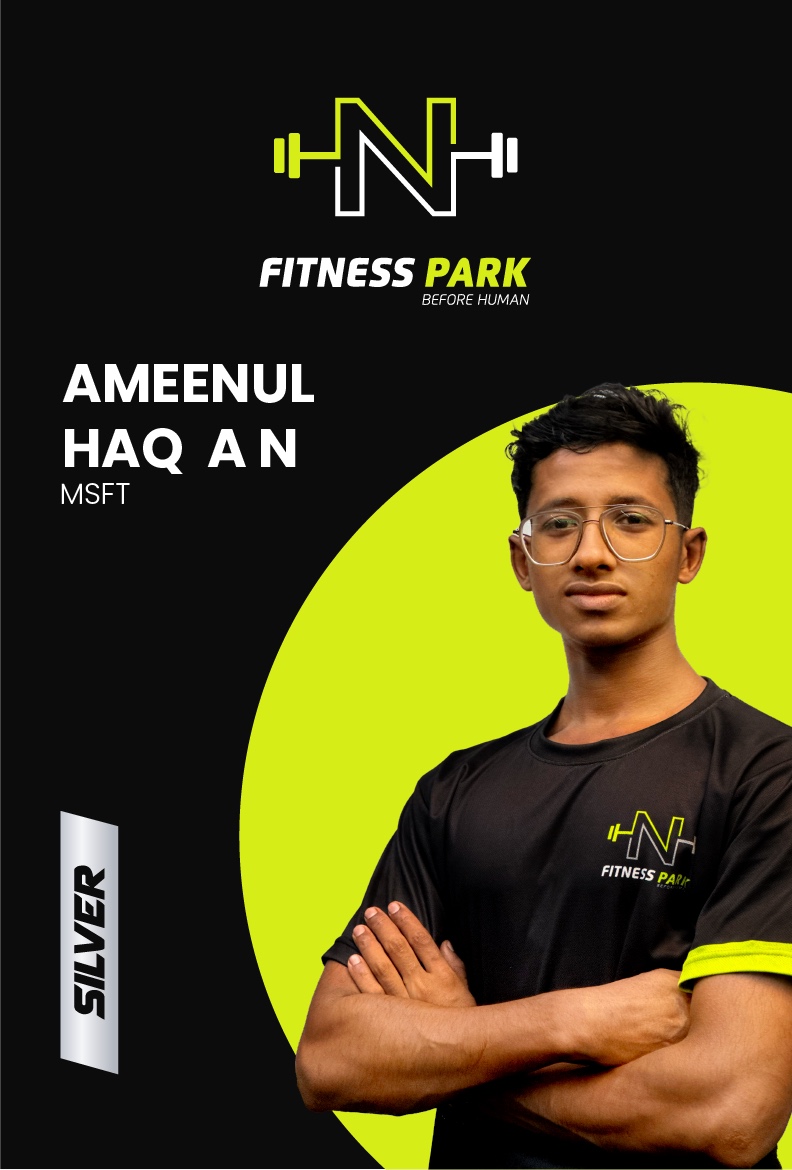 N
FITNESS PARK
BEFORE HUMAN
AMEENUL
HAQ A N
MSFT
SILVER
N
FITNESS PARK